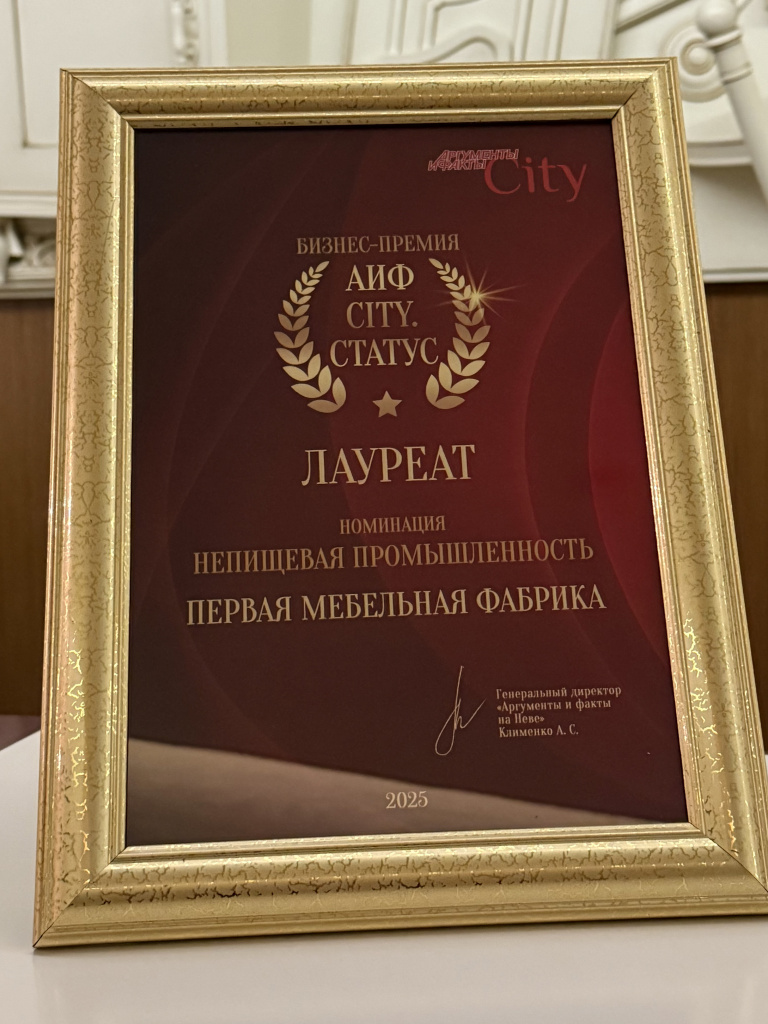 АРГУМЕНТЫ
И ФАКТЫ
City
БИЗНЕС-ПРЕМИЯ
АИФ
CITY.
СТАТУС
ЛАУРЕАТ
НОМИНАЦИЯ
НЕПИЩЕВАЯ ПРОМЫШЛЕННОСТЬ
ПЕРВАЯ МЕБЕЛЬНАЯ ФАБРИКА
Генеральный директор
«Аргументы и факты
на Неве»
Клименко А. С.
2025